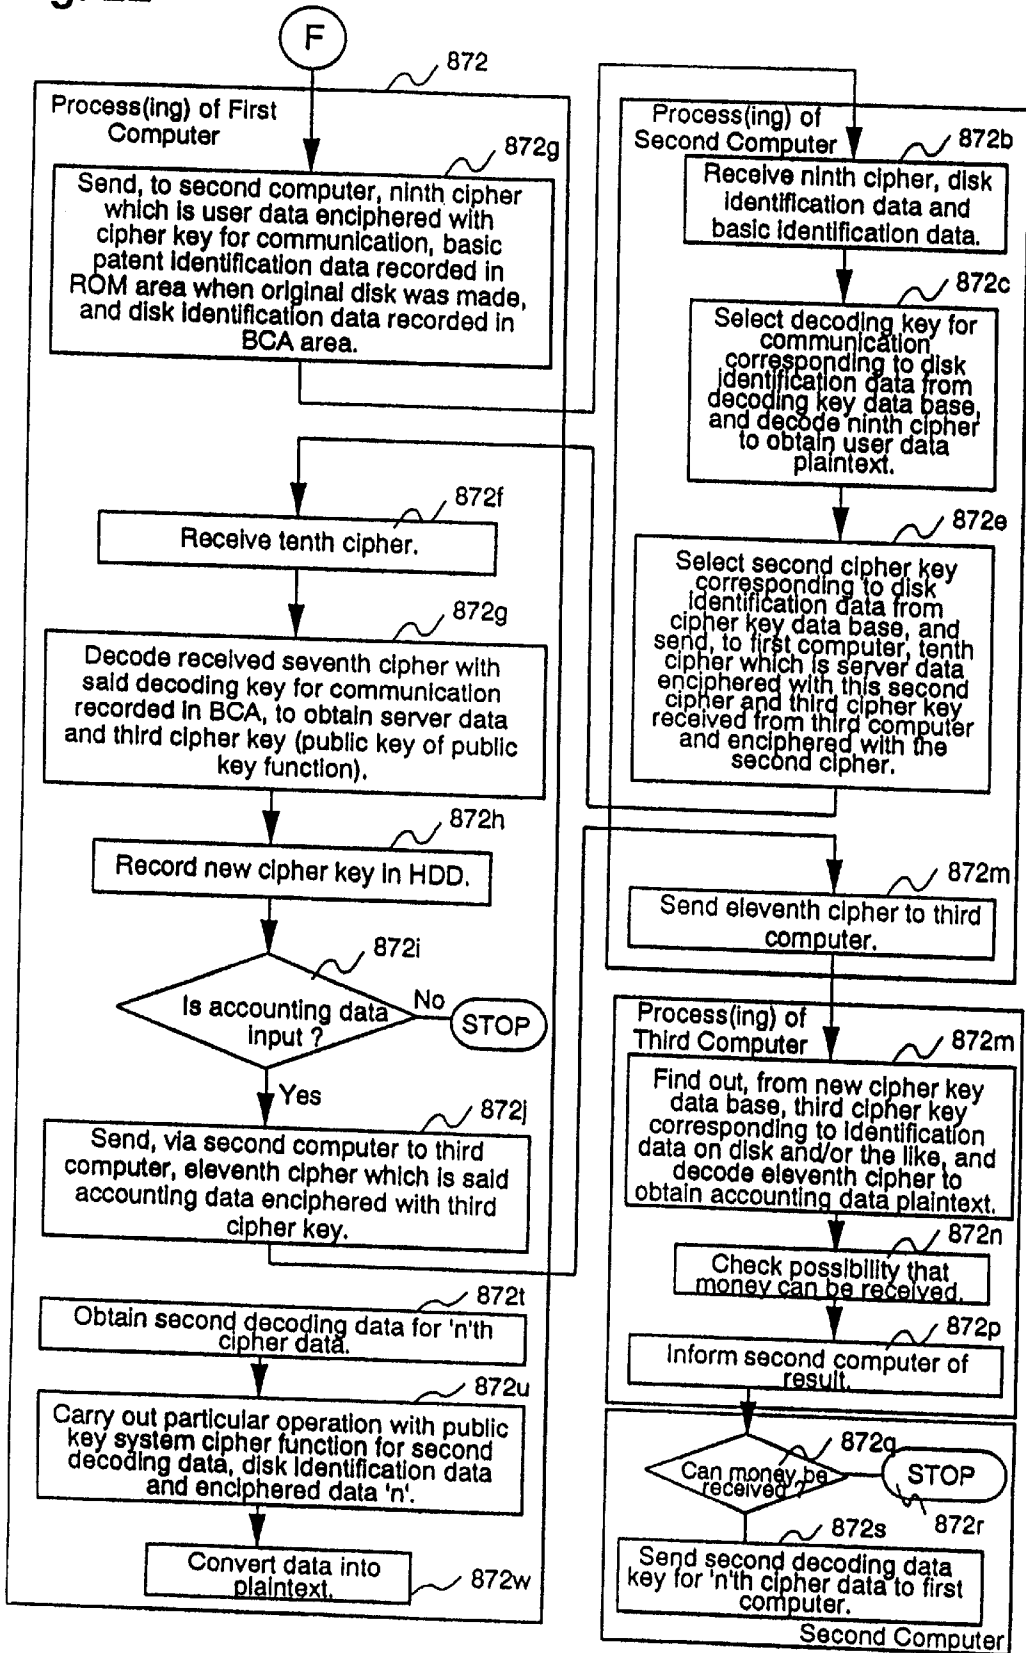 F
872
Process(ing) of First
Computer
872g
Send, to second computer, ninth cipher
which is user data enciphered with
cipher key for communication, basic
patent identification data recorded in
ROM area when original disk was made,
and disk identification data recorded in
BCA area.
872f
Receive tenth cipher.
872g
Decode received seventh cipher with
said decoding key for communication
recorded in BCA, to obtain server data
and third cipher key (public key of public
key function).
872h
Record new cipher key in HDD.
872i
Is accounting data
input ?
No
STOP
Yes
872j
Send, via second computer to third
computer, eleventh cipher which is said
accounting data enciphered with third
cipher key.
872t
Obtain second decoding data for 'n'th
cipher data.
872u
Carry out particular operation with public
key system cipher function for second
decoding data, disk identification data
and enciphered data 'n'.
Convert data into
plaintext.
872w
Process(ing) of
Second Computer
872b
Receive ninth cipher, disk
identification data and
basic identification data.
872c
Select decoding key for
communication
corresponding to disk
identification data from
decoding key data base,
and decode ninth cipher
to obtain user data
plaintext.
872e
Select second cipher key
corresponding to disk
identification data from
cipher key data base, and
send, to first computer, tenth
cipher which is server data
enciphered with this second
cipher and third cipher key
received from third computer
and enciphered with the
second cipher.
872m
Send eleventh cipher to third
computer.
Process(ing) of
Third Computer
872m
Find out, from new cipher key
data base, third cipher key
corresponding to identification
data on disk and/or the like, and
decode eleventh cipher to
obtain accounting data plaintext.
872n
Check possibility that
money can be received.
872p
Inform second computer of
result.
872q
Can money be
received ?
STOP
872r
872s
Send second decoding data
key for 'n'th cipher data to first
computer.
Second Computer